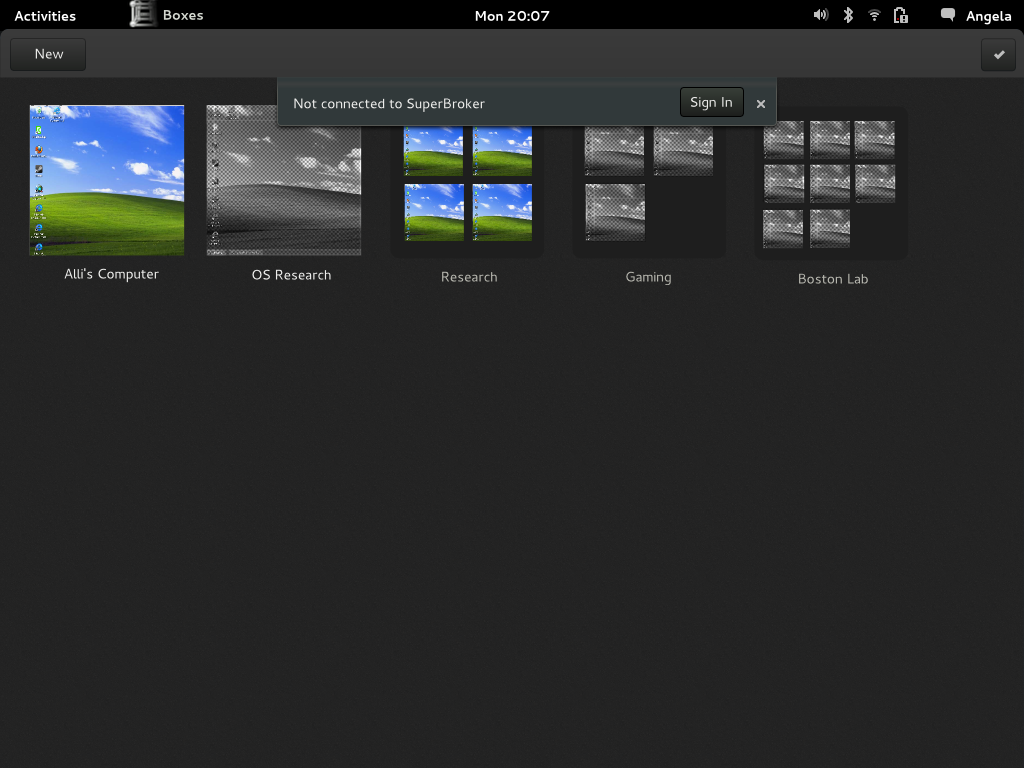 Activities
Boxes
Mon 20:07
Angela
New
Not connected to SuperBroker
Sign In
Alli's Computer
OS Research
Research
Gaming
Boston Lab